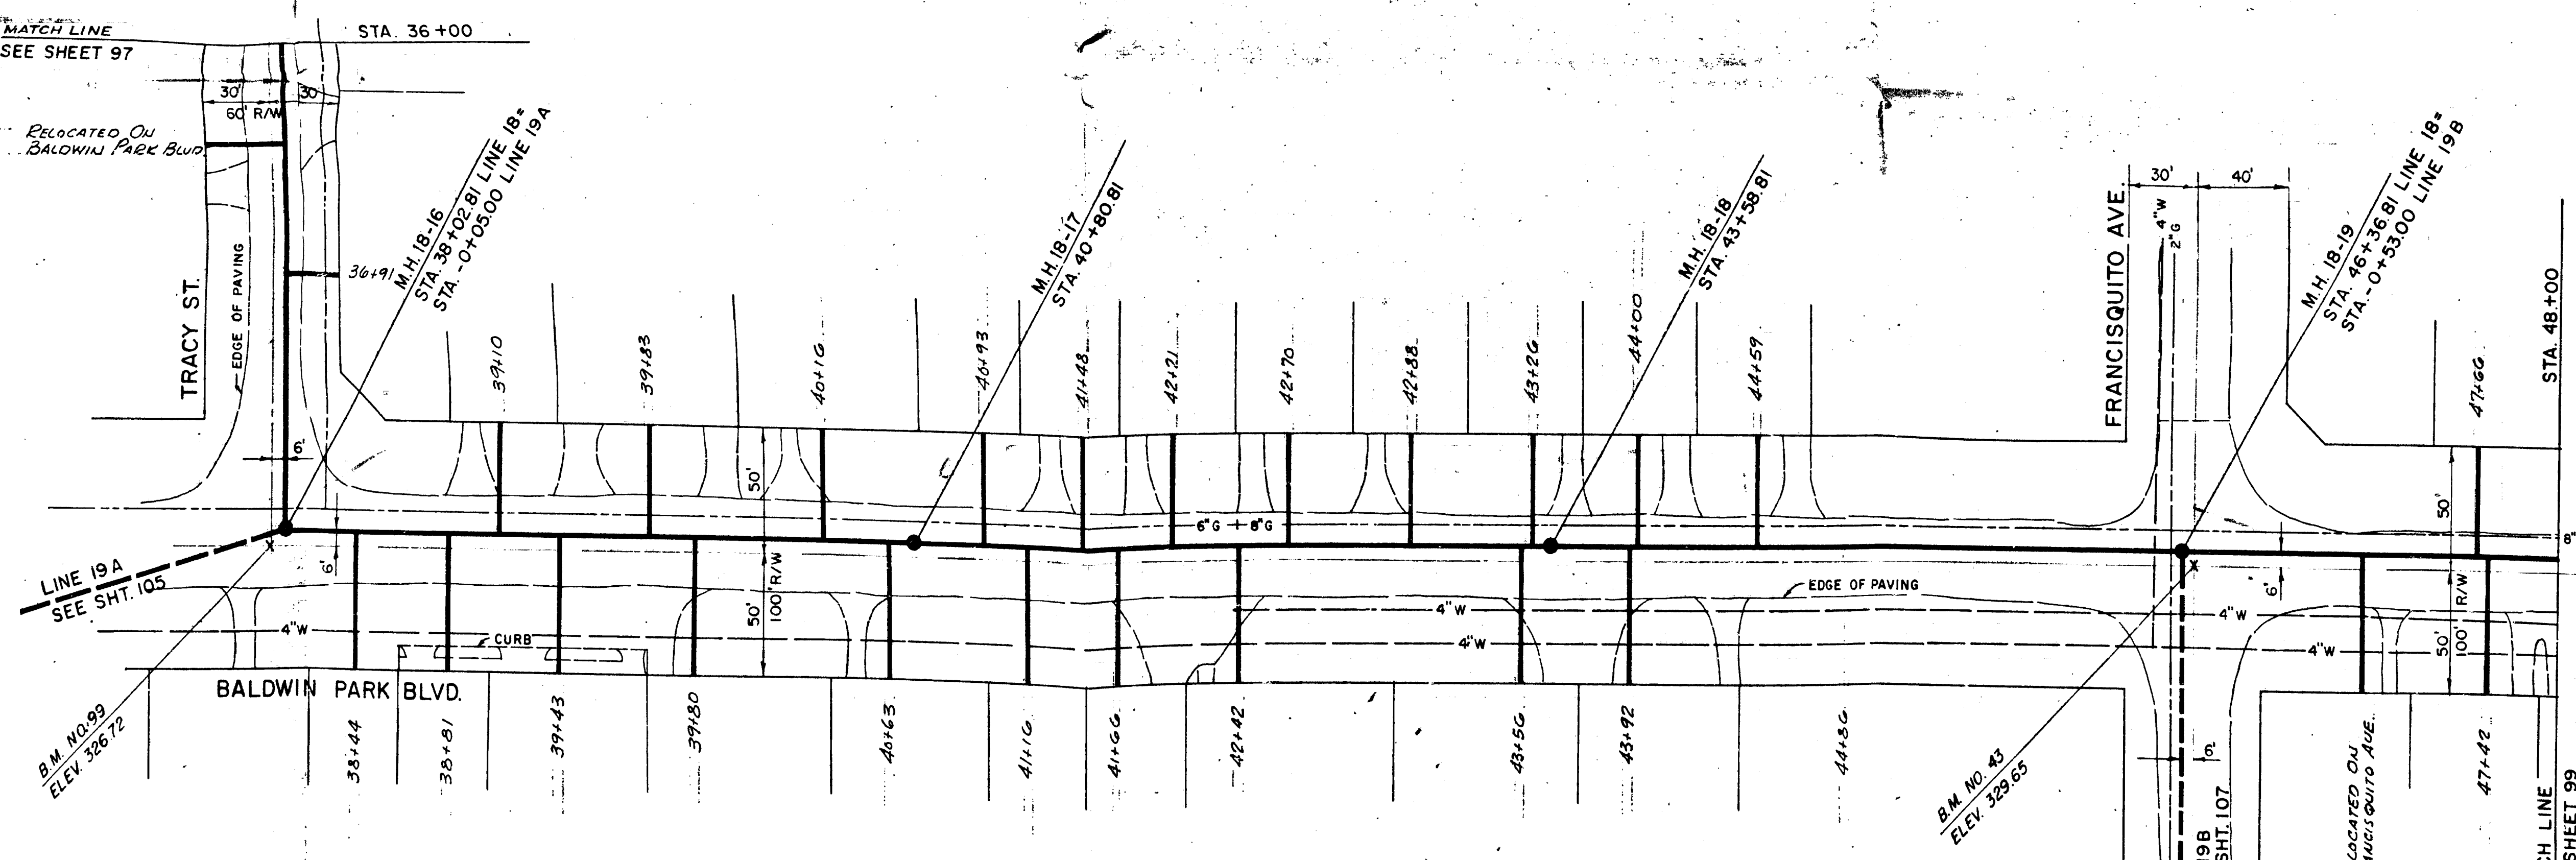 MATCH LINE
SEE SHEET 97
STA. 36+00
30'
30'
60' R/W
RELOCATED ON
BALDWIN PARK BLVD.
TRACY ST.
EDGE OF PAVING
36+91
M.H. 18-16
STA. 38+02.81 LINE 18=
STA. -0+05.00 LINE 19A
M.H. 18-17
STA. 40+80.81
M.H. 18-18
STA. 43+58.81
FRANCISQUITO AVE.
30'
40'
4"W
2"G
M.H. 18-19
STA. 46+36.81 LINE 18=
STA. -0+53.00 LINE 19B
STA. 48+00
39+10
39+83
40+16
40+93
41+48
42+21
42+70
42+88
43+26
44+00
44+59
47+66
6'
50'
6"G + 8"G
50'
8"
LINE 19A
SEE SHT. 105
6'
50'
100' R/W
EDGE OF PAVING
4"W
4"W
4"W
CURB
4"W
4"W
6'
50'
100' R/W
BALDWIN PARK BLVD.
B.M. NO. 99
ELEV. 326.72
38+44
38+81
39+43
39+80
40+63
41+16
41+66
42+42
43+56
43+92
44+86
B.M. NO. 43
ELEV. 329.65
6'
19B
SHT. 107
LOCATED ON
47+42
CH LINE
SHEET 99